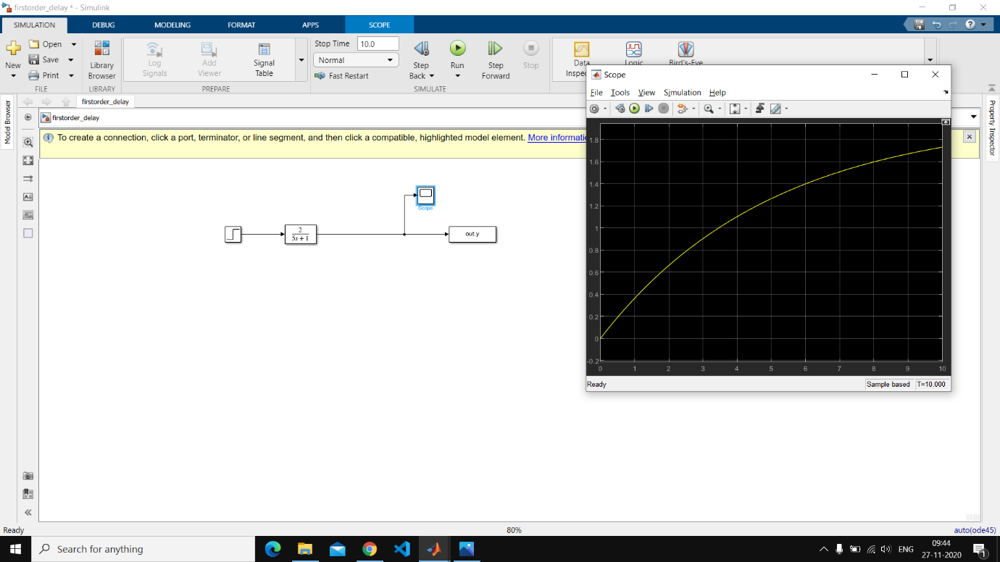 firstorder_delay * - Simulink
SIMULATION DEBUG MODELING FORMAT APPS SCOPE
New
Open
Save
Print
FILE
Library Browser
LIBRARY
Log Signals
Add Viewer
Signal Table
PREPARE
Stop Time 10.0
Normal
Fast Restart
Step Back
Run
Step Forward
Stop
SIMULATE
Data
Logic
Bird's-Eye
firstorder_delay
firstorder_delay
Model Browser
Property Inspector
To create a connection, click a port, terminator, or line segment, and then click a compatible, highlighted model element. More
Scope
2
5s + 1
out.y
Scope
File Tools View Simulation Help
1.8
1.6
1.4
1.2
1
0.8
0.6
0.4
0.2
0
-0.2
0 1 2 3 4 5 6 7 8 9 10
Ready Sample based T=10.000
Ready 80% auto(ode45)
Search for anything
ENG
09:44
27-11-2020
1